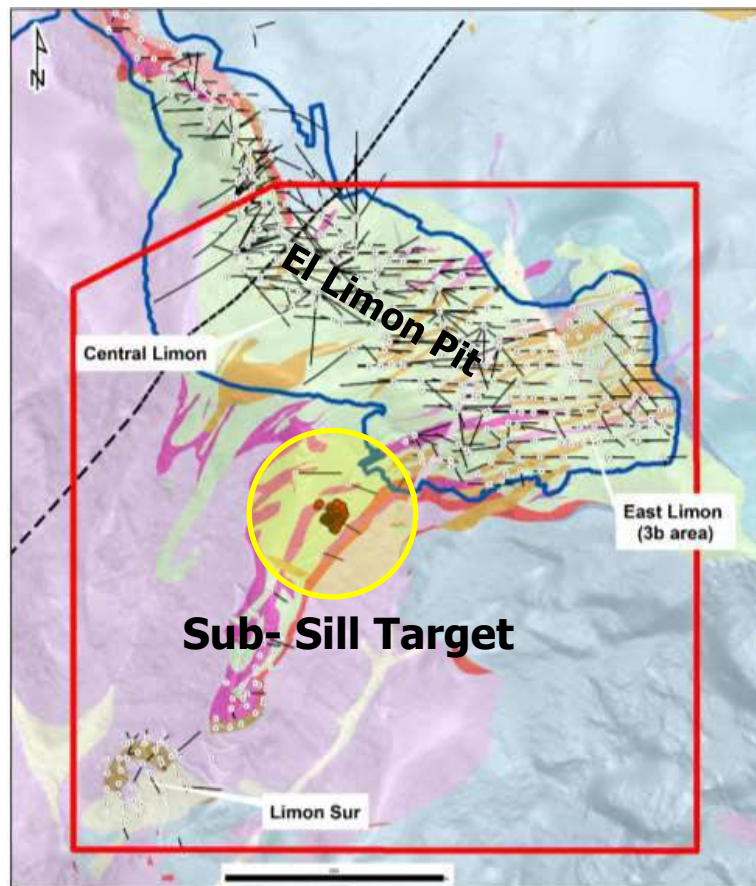 N
El Limon Pit
Central Limon
East Limon
(3b area)
Sub- Sill Target
Limon Sur